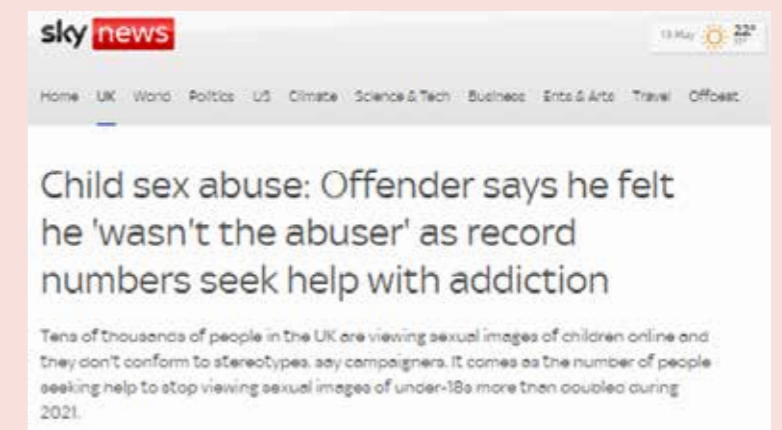 sky news
19 May 22°
Home UK World Politics US Climate Science & Tech Business Ents & Arts Travel Offbeat
Child sex abuse: Offender says he felt
he 'wasn't the abuser' as record
numbers seek help with addiction
Tens of thousands of people in the UK are viewing sexual images of children online and
they don't conform to stereotypes, say campaigners. It comes as the number of people
seeking help to stop viewing sexual images of under-18s more than doubled during
2021.